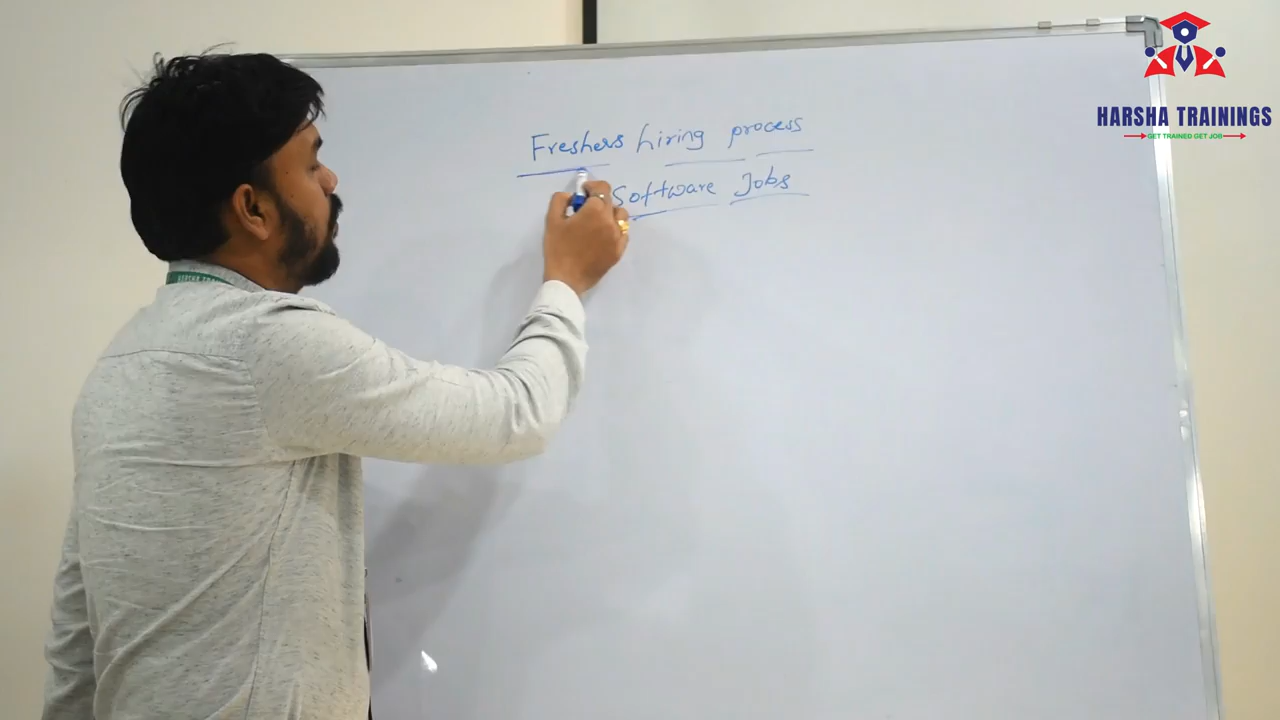 Freshers hiring process
Software Jobs
HARSHA TRAININGS
GET TRAINED GET JOB